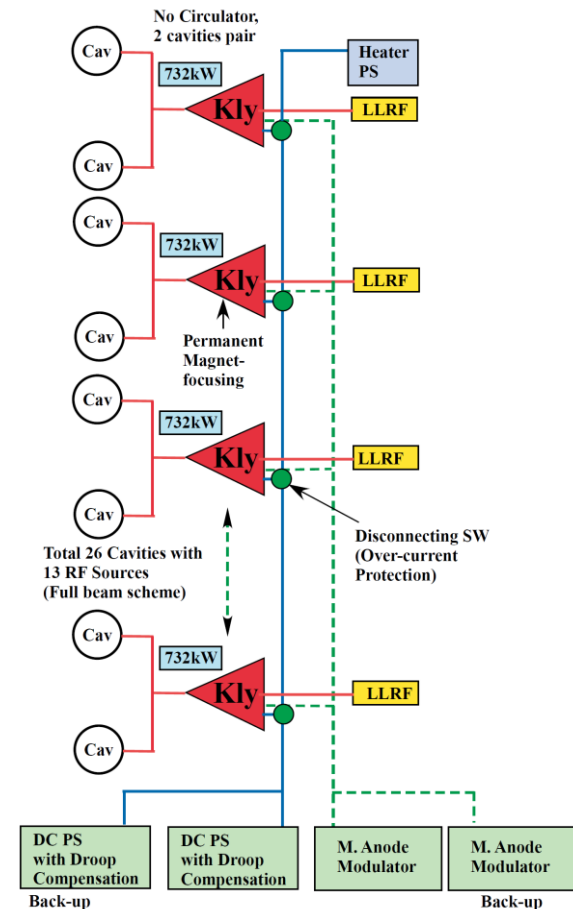 No Circulator,
2 cavities pair
Cav
732kW
Heater
PS
Kly
LLRF
Cav
Cav
732kW
Kly
LLRF
Cav
Permanent
Magnet-
focusing
Cav
732kW
Kly
LLRF
Cav
Disconnecting SW
(Over-current
Protection)
Total 26 Cavities with
13 RF Sources
(Full beam scheme)
Cav
732kW
Kly
LLRF
Cav
DC PS
with Droop
Compensation
DC PS
with Droop
Compensation
M. Anode
Modulator
M. Anode
Modulator
Back-up
Back-up